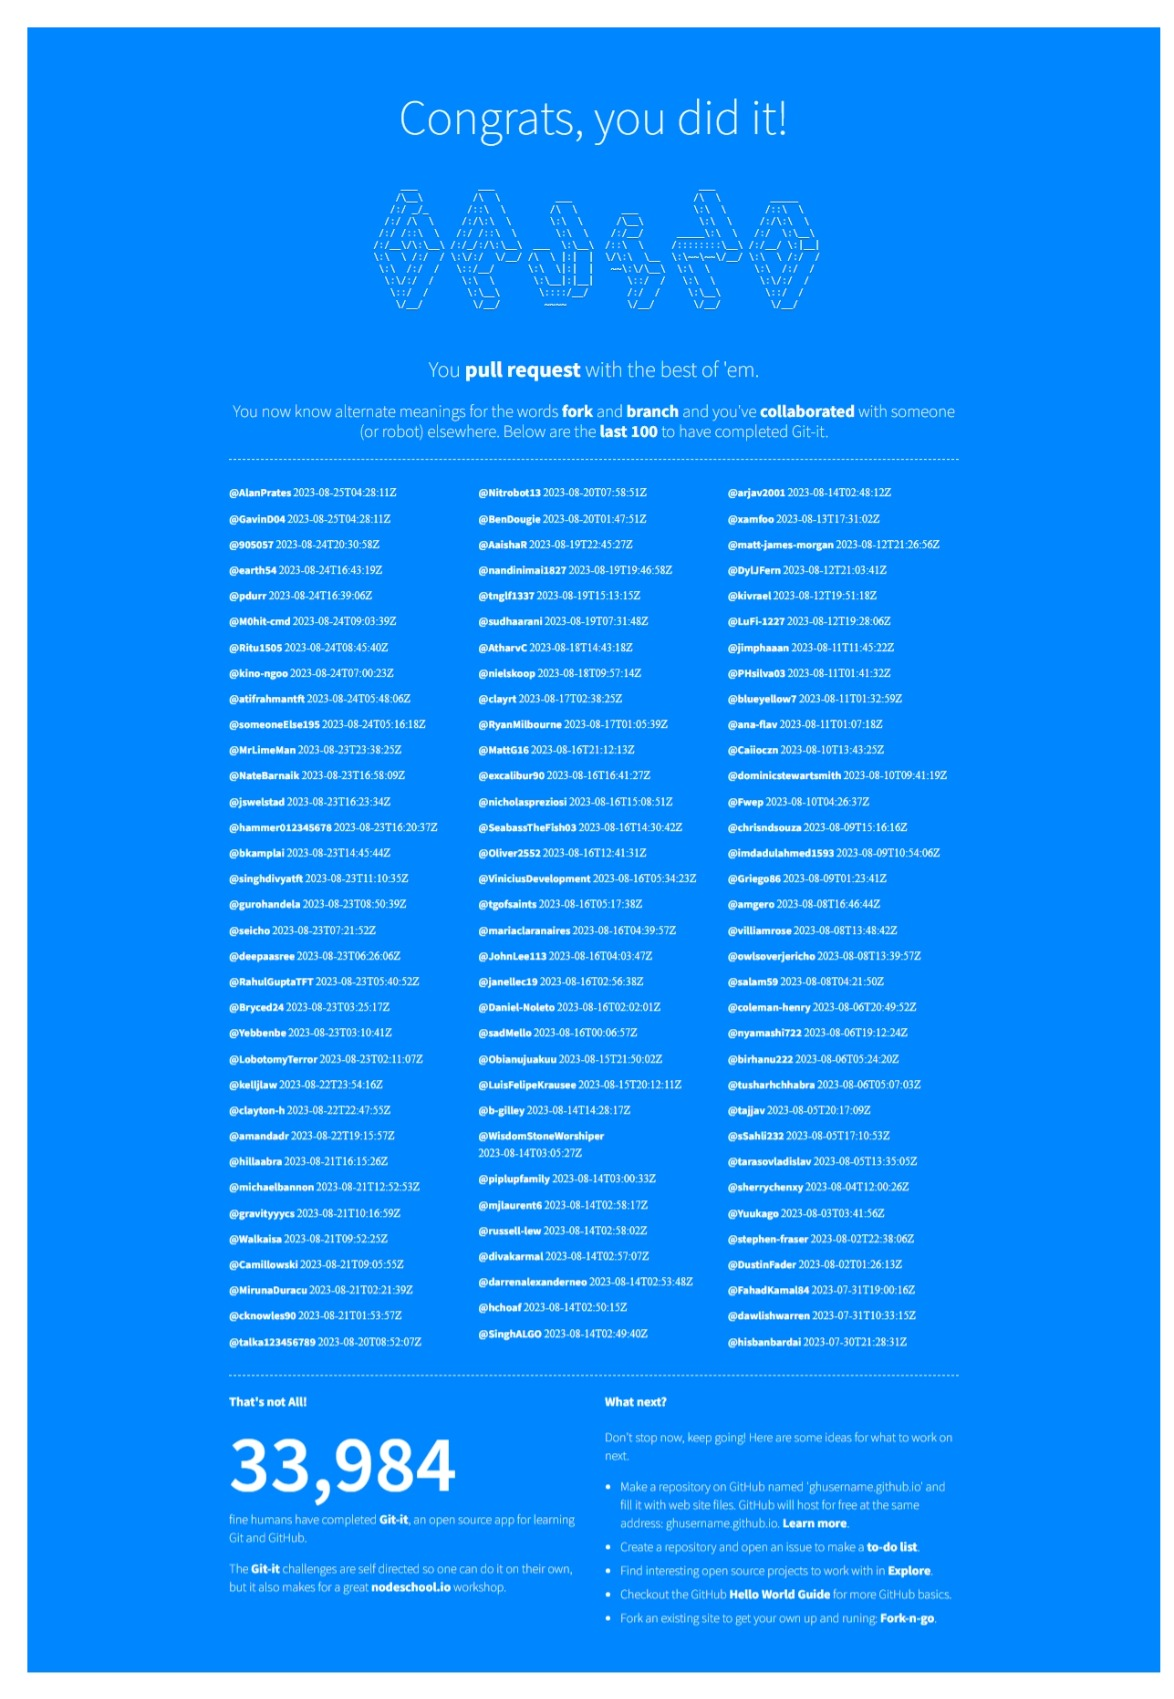 Congrats, you did it!
You pull request with the best of 'em.
You now know alternate meanings for the words fork and branch and you've collaborated with someone
(or robot) elsewhere. Below are the last 100 to have completed Git-it.
@AlanPrates 2023-08-25T04:28:11Z
@GavinD04 2023-08-25T04:28:11Z
@905057 2023-08-24T20:30:58Z
@earth54 2023-08-24T16:43:19Z
@pdurr 2023-08-24T16:39:06Z
@M0hit-cmd 2023-08-24T09:03:39Z
@Ritu1505 2023-08-24T08:45:40Z
@kino-ngoo 2023-08-24T07:00:23Z
@atifrahmantft 2023-08-24T05:48:06Z
@someoneElse195 2023-08-24T05:16:18Z
@MrLimeMan 2023-08-23T23:38:25Z
@NateBarnaik 2023-08-23T16:58:09Z
@jswelstad 2023-08-23T16:23:34Z
@hammer012345678 2023-08-23T16:20:37Z
@bkamplai 2023-08-23T14:45:44Z
@singhdivyatft 2023-08-23T11:10:35Z
@gurohandela 2023-08-23T08:50:39Z
@seicho 2023-08-23T07:21:52Z
@deepaasree 2023-08-23T06:26:06Z
@RahulGuptaTFT 2023-08-23T05:40:52Z
@Bryced24 2023-08-23T03:25:17Z
@Yebbenbe 2023-08-23T03:10:41Z
@LobotomyTerror 2023-08-23T02:11:07Z
@kelljlaw 2023-08-22T23:54:16Z
@clayton-h 2023-08-22T22:47:55Z
@amandadr 2023-08-22T19:15:57Z
@hillaabra 2023-08-21T16:15:26Z
@michaelbannon 2023-08-21T12:52:53Z
@gravityyycs 2023-08-21T10:16:59Z
@Walkaisa 2023-08-21T09:52:25Z
@Camillowski 2023-08-21T09:05:55Z
@MirunaDuracu 2023-08-21T02:21:39Z
@cknowles90 2023-08-21T01:53:57Z
@talka123456789 2023-08-20T08:52:07Z
@Nitrobot13 2023-08-20T07:58:51Z
@BenDougie 2023-08-20T01:47:51Z
@AaishaR 2023-08-19T22:45:27Z
@nandinimai1827 2023-08-19T19:46:58Z
@tnglf1337 2023-08-19T15:13:15Z
@sudhaarani 2023-08-19T07:31:48Z
@AtharvC 2023-08-18T14:43:18Z
@nielskoop 2023-08-18T09:57:14Z
@clayrt 2023-08-17T02:38:25Z
@RyanMilbourne 2023-08-17T01:05:39Z
@MattG16 2023-08-16T21:12:13Z
@excalibur90 2023-08-16T16:41:27Z
@nicholaspreziosi 2023-08-16T15:08:51Z
@SeabassTheFish03 2023-08-16T14:30:42Z
@Oliver2552 2023-08-16T12:41:31Z
@ViniciusDevelopment 2023-08-16T05:34:23Z
@tgofsaints 2023-08-16T05:17:38Z
@mariaclaranaires 2023-08-16T04:39:57Z
@JohnLee113 2023-08-16T04:03:47Z
@janellec19 2023-08-16T02:56:38Z
@Daniel-Noleto 2023-08-16T02:02:01Z
@sadMello 2023-08-16T00:06:57Z
@Obianujuakuu 2023-08-15T21:50:02Z
@LuisFelipeKrausee 2023-08-15T20:12:11Z
@b-gilley 2023-08-14T14:28:17Z
@WisdomStoneWorshiper
2023-08-14T03:05:27Z
@piplupfamily 2023-08-14T03:00:33Z
@mjlaurent6 2023-08-14T02:58:17Z
@russell-lew 2023-08-14T02:58:02Z
@divakarmal 2023-08-14T02:57:07Z
@darrenalexanderneo 2023-08-14T02:53:48Z
@hchoaf 2023-08-14T02:50:15Z
@SinghALGO 2023-08-14T02:49:40Z
@arjav2001 2023-08-14T02:48:12Z
@xamfoo 2023-08-13T17:31:02Z
@matt-james-morgan 2023-08-12T21:26:56Z
@DylJFern 2023-08-12T21:03:41Z
@kivrael 2023-08-12T19:51:18Z
@LuFi-1227 2023-08-12T19:28:06Z
@jimphaaan 2023-08-11T11:45:22Z
@PHsilva03 2023-08-11T01:41:32Z
@blueyellow7 2023-08-11T01:32:59Z
@ana-flav 2023-08-11T01:07:18Z
@Caiioczn 2023-08-10T13:43:25Z
@dominicstewartsmith 2023-08-10T09:41:19Z
@Fwep 2023-08-10T04:26:37Z
@chrisndsouza 2023-08-09T15:16:16Z
@imdadulahmed1593 2023-08-09T10:54:06Z
@Griego86 2023-08-09T01:23:41Z
@amgero 2023-08-08T16:46:44Z
@villiamrose 2023-08-08T13:48:42Z
@owlsoverjericho 2023-08-08T13:39:57Z
@salam59 2023-08-08T04:21:50Z
@coleman-henry 2023-08-06T20:49:52Z
@nyamashi722 2023-08-06T19:12:24Z
@birhanu222 2023-08-06T05:24:20Z
@tusharhchhabra 2023-08-06T05:07:03Z
@tajjav 2023-08-05T20:17:09Z
@sSahli232 2023-08-05T17:10:53Z
@tarasovladislav 2023-08-05T13:35:05Z
@sherrychenxy 2023-08-04T12:00:26Z
@Yuukago 2023-08-03T03:41:56Z
@stephen-fraser 2023-08-02T22:38:06Z
@DustinFader 2023-08-02T01:26:13Z
@FahadKamal84 2023-07-31T19:00:16Z
@dawlishwarren 2023-07-31T10:33:15Z
@hisbanbardai 2023-07-30T21:28:31Z
That's not All!
33,984
fine humans have completed Git-it, an open source app for learning
Git and GitHub.
The Git-it challenges are self directed so one can do it on their own,
but it also makes for a great nodeschool.io workshop.
What next?
Don't stop now, keep going! Here are some ideas for what to work on
next.
• Make a repository on GitHub named 'ghusername.github.io' and
fill it with web site files. GitHub will host for free at the same
address: ghusername.github.io. Learn more.
• Create a repository and open an issue to make a to-do list.
• Find interesting open source projects to work with in Explore.
• Checkout the GitHub Hello World Guide for more GitHub basics.
• Fork an existing site to get your own up and runing: Fork-n-go.